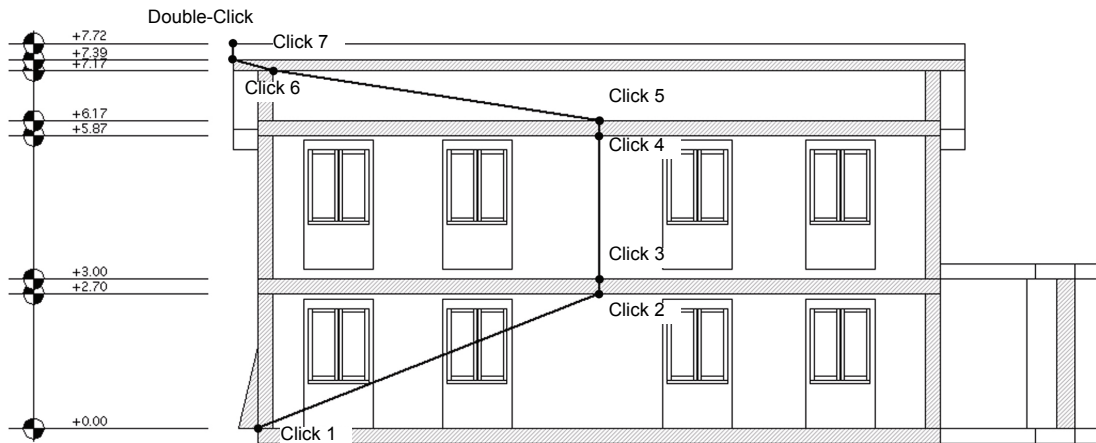 Double-Click
+7.72
Click 7
+7.39
+7.17
Click 6
Click 5
+6.17
+5.87
Click 4
Click 3
+3.00
+2.70
Click 2
+0.00
Click 1